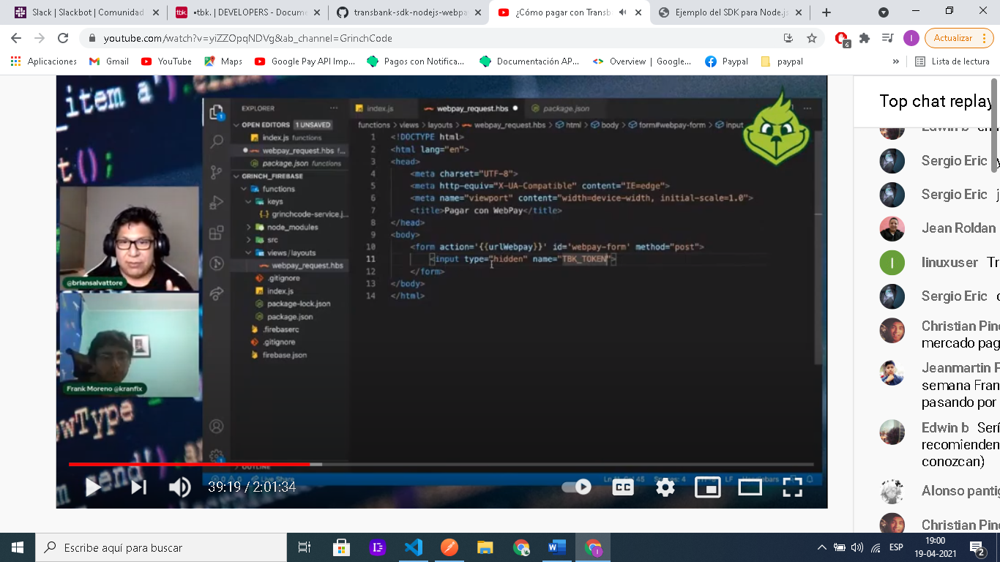 Slack | Slackbot | Comunidad
•tbk. | DEVELOPERS - Docume
transbank-sdk-nodejs-webpa
¿Cómo pagar con Transb
Ejemplo del SDK para Node.js
youtube.com/watch?v=yiZZOpqNDVg&ab_channel=GrinchCode
6
I
Actualizar
Aplicaciones
Gmail
YouTube
Maps
Google Pay API Imp...
Pago con Notifica...
Documentación AP...
Overview | Google...
Paypal
paypal
»
Lista de lectura
item a
t();
EXPLORER
index.js
webpay_request.hbs
package.json
OPEN EDITORS 1 UNSAVED
index.js functions
webpay_request.hbs f...
package.json functions
GRINCH_FIREBASE
functions
keys
grinchcode-service.j...
node_modules
src
views/layouts
webpay_request.hbs
.gitignore
index.js
package-lock.json
package.json
.firebaserc
.gitignore
firebase.json
OUTLINE
functions > views > layouts > webpay_request.hbs > html > body > form#webpay-form > input
1 <!DOCTYPE html>
2 <html lang="en">
3 <head>
4 <meta charset="UTF-8">
5 <meta http-equiv="X-UA-Compatible" content="IE=edge">
6 <meta name="viewport" content="width=device-width, initial-scale=1.0">
7 <title>Pagar con WebPay</title>
8 </head>
9 <body>
10 <form action='{{urlWebpay}}' id='webpay-form' method="post">
11 <input type="hidden" name="TBK_TOKEN">
12 </form>
13 </body>
14 </html>
@briansalvattore
Frank Moreno @kranfix
Live Share
39:19 / 2:01:34
CC
Top chat replay
Edwin b
Sergio Eric y
Sergio Eric j
Jean Roldan
linuxuser Tr
Sergio Eric
Christian Pin
mercado pag
Jeanmartin
semana Fran
pasando por
Edwin b Serí
recomienden
conozcan)
Alonso panti
Christian Pin
Escribe aquí para buscar
ESP
19:00
19-04-2021
2